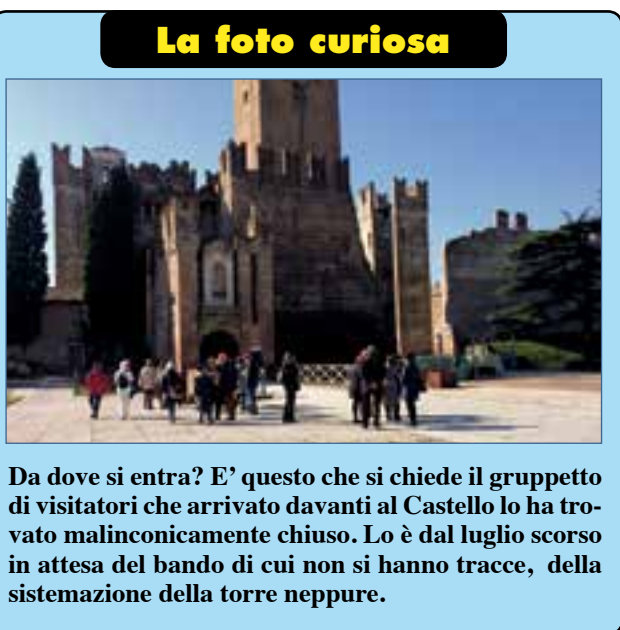 La foto curiosa
Da dove si entra? E' questo che si chiede il gruppetto
di visitatori che arrivato davanti al Castello lo ha tro-
vato malinconicamente chiuso. Lo è dal luglio scorso
in attesa del bando di cui non si hanno tracce, della
sistemazione della torre neppure.